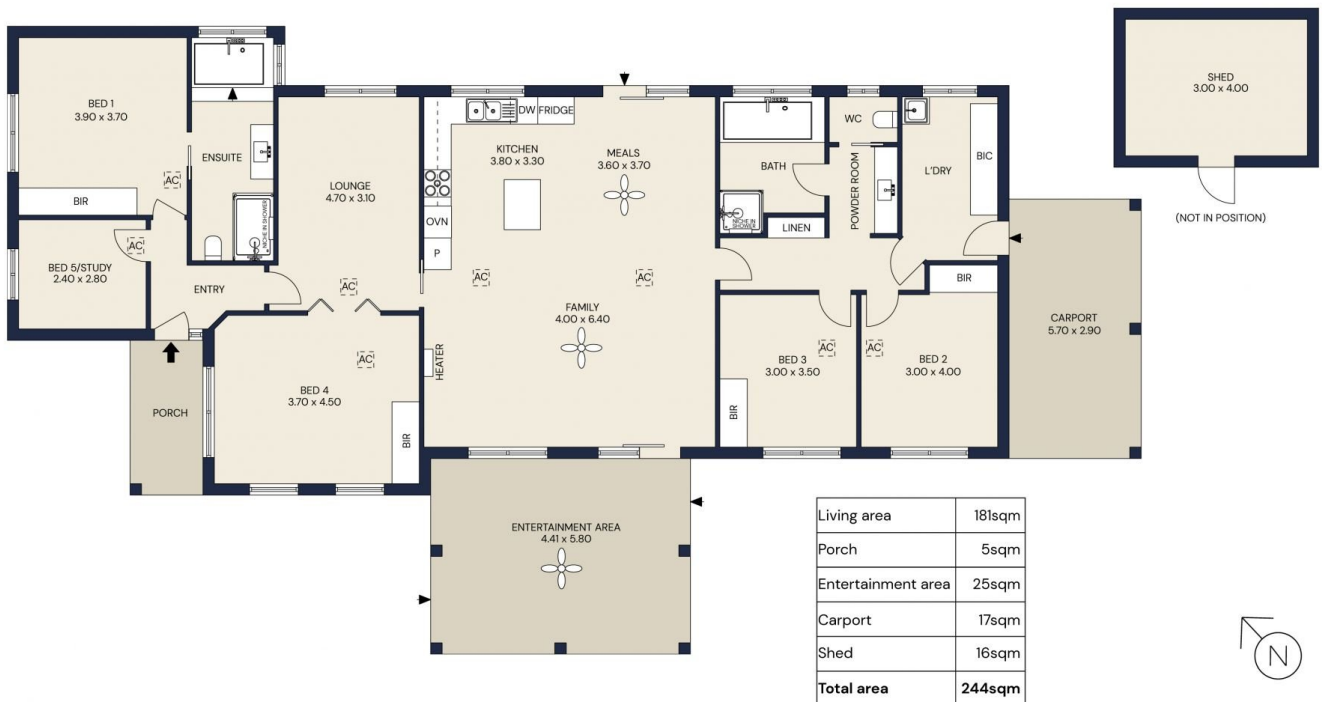 BED 1
3.90 x 3.70
AC
BIR
ENSUITE
NICHE IN SHOWER
BED 5/STUDY
2.40 x 2.80
AC
ENTRY
PORCH
LOUNGE
4.70 x 3.10
AC
BED 4
3.70 x 4.50
AC
BIR
DW
FRIDGE
KITCHEN
3.80 x 3.30
OVN
P
MEALS
3.60 x 3.70
AC
AC
FAMILY
4.00 x 6.40
HEATER
ENTERTAINMENT AREA
4.41 x 5.80
BATH
NICHE IN SHOWER
LINEN
WC
POWDER ROOM
L'DRY
BIC
BIR
BED 3
3.00 x 3.50
AC
BIR
BED 2
3.00 x 4.00
AC
CARPORT
5.70 x 2.90
SHED
3.00 x 4.00
(NOT IN POSITION)
Living area 181sqm
Porch 5sqm
Entertainment area 25sqm
Carport 17sqm
Shed 16sqm
Total area 244sqm
N